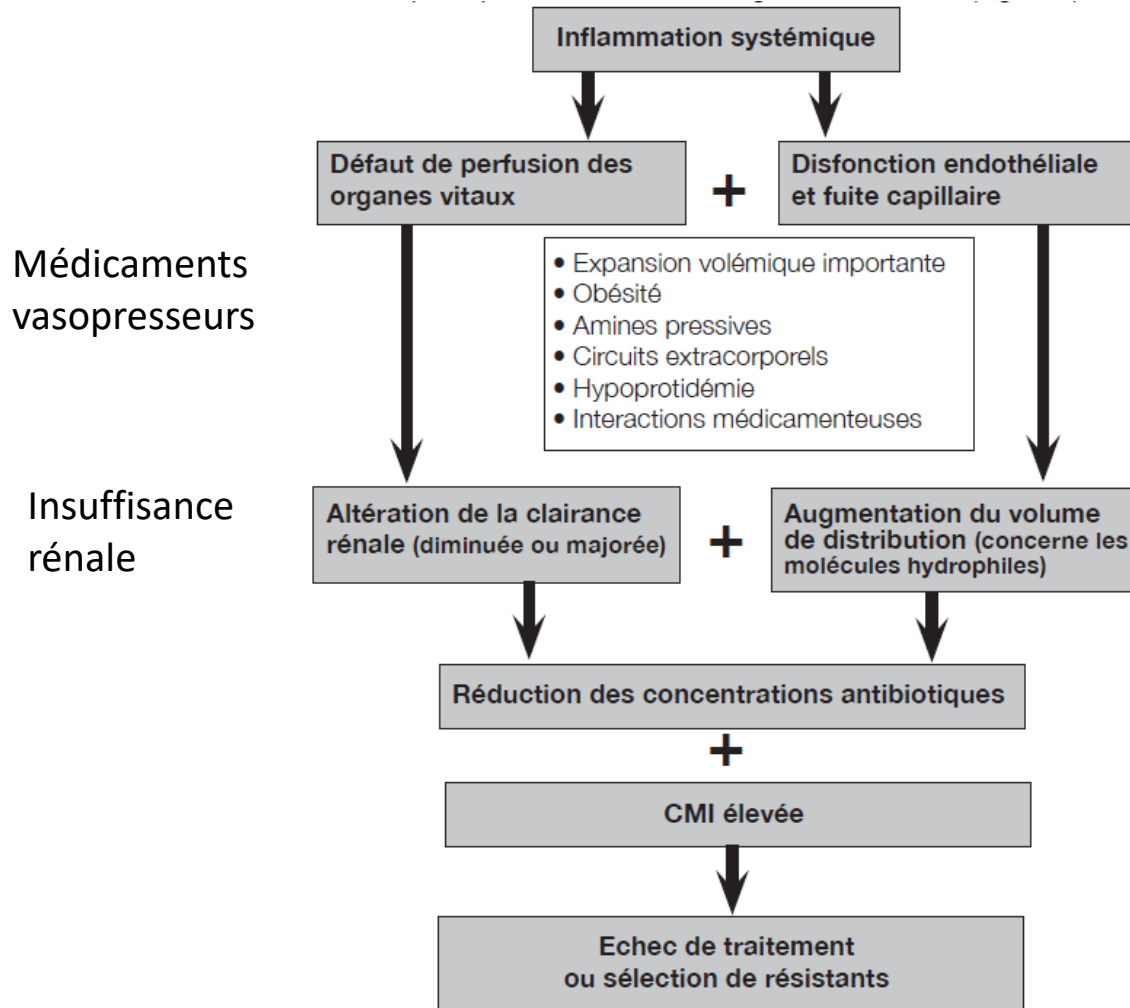 Inflammation systémique
Défaut de perfusion des
organes vitaux
+
Disfonction endothéliale
et fuite capillaire
Médicaments
vasopresseurs
• Expansion volémique importante
• Obésité
• Amines pressives
• Circuits extracorporels
• Hypoprotidémie
• Interactions médicamenteuses
Insuffisance
rénale
Altération de la clairance
rénale (diminuée ou majorée)
+
Augmentation du volume
de distribution (concerne les
molécules hydrophiles)
Réduction des concentrations antibiotiques
+
CMI élevée
Echec de traitement
ou sélection de résistants